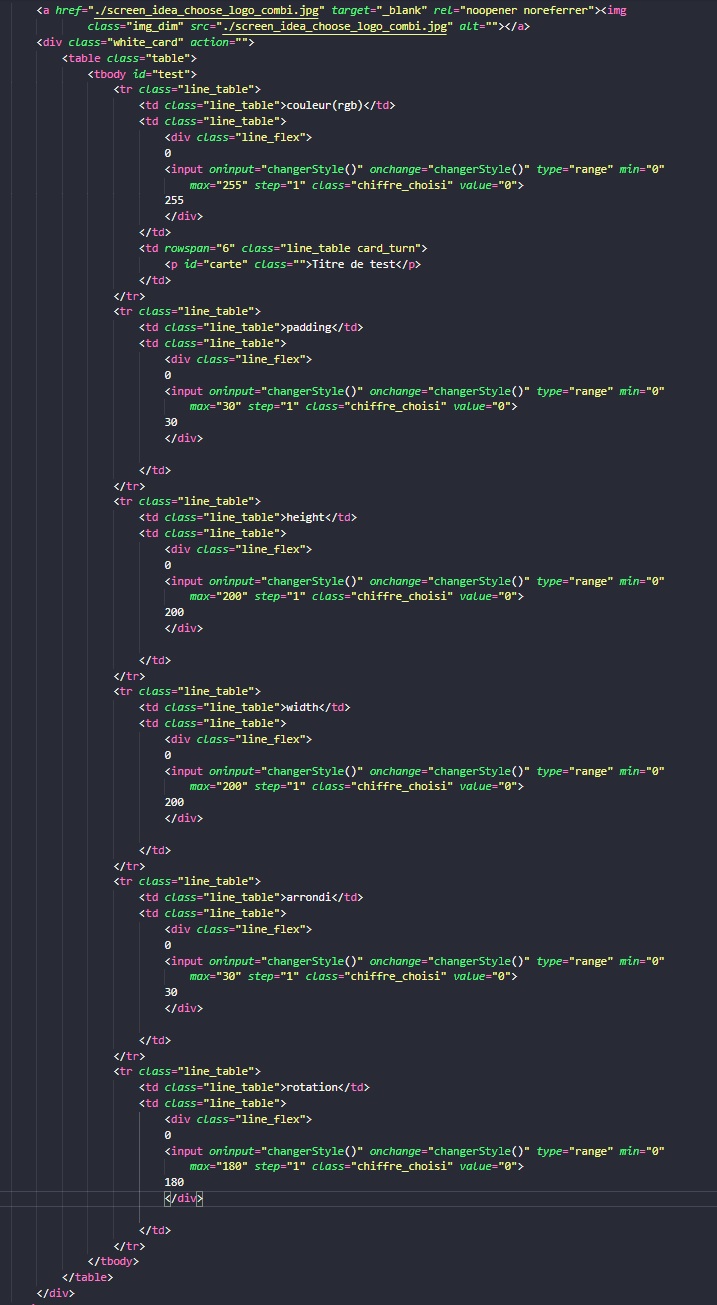 <a href="./screen_idea_choose_logo_combi.jpg" target="_blank" rel="noopener noreferrer"><img
class="img_dim" src="./screen_idea_choose_logo_combi.jpg" alt=""></a>
<div class="white_card" action="">
<table class="table">
<tbody id="test">
<tr class="line_table">
<td class="line_table">couleur(rgb)</td>
<td class="line_table">
<div class="line_flex">
0
<input oninput="changerStyle()" onchange="changerStyle()" type="range" min="0"
max="255" step="1" class="chiffre_choisi" value="0">
255
</div>
</td>
<td rowspan="6" class="line_table card_turn">
<p id="carte" class="">Titre de test</p>
</td>
</tr>
<tr class="line_table">
<td class="line_table">padding</td>
<td class="line_table">
<div class="line_flex">
0
<input oninput="changerStyle()" onchange="changerStyle()" type="range" min="0"
max="30" step="1" class="chiffre_choisi" value="0">
30
</div>
</td>
</tr>
<tr class="line_table">
<td class="line_table">height</td>
<td class="line_table">
<div class="line_flex">
0
<input oninput="changerStyle()" onchange="changerStyle()" type="range" min="0"
max="200" step="1" class="chiffre_choisi" value="0">
200
</div>
</td>
</tr>
<tr class="line_table">
<td class="line_table">width</td>
<td class="line_table">
<div class="line_flex">
0
<input oninput="changerStyle()" onchange="changerStyle()" type="range" min="0"
max="200" step="1" class="chiffre_choisi" value="0">
200
</div>
</td>
</tr>
<tr class="line_table">
<td class="line_table">arrondi</td>
<td class="line_table">
<div class="line_flex">
0
<input oninput="changerStyle()" onchange="changerStyle()" type="range" min="0"
max="30" step="1" class="chiffre_choisi" value="0">
30
</div>
</td>
</tr>
<tr class="line_table">
<td class="line_table">rotation</td>
<td class="line_table">
<div class="line_flex">
0
<input oninput="changerStyle()" onchange="changerStyle()" type="range" min="0"
max="180" step="1" class="chiffre_choisi" value="0">
180
</div>
</td>
</tr>
</tbody>
</table>
</div>